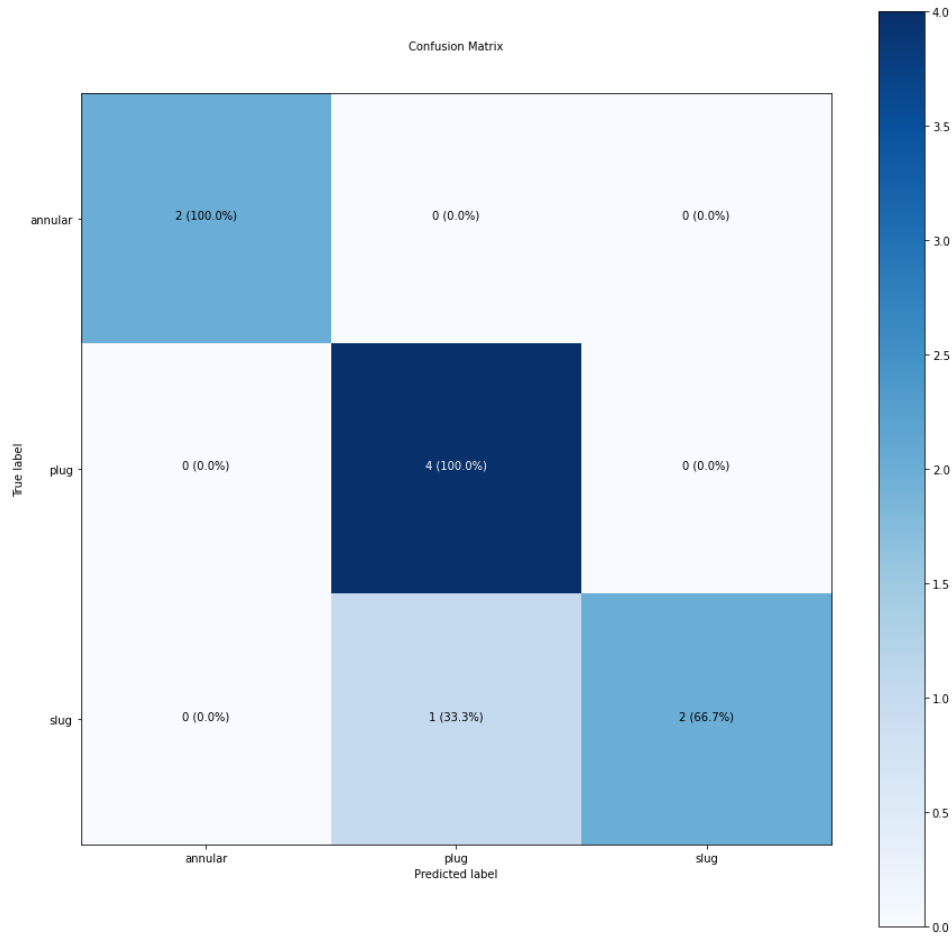 Confusion Matrix
4.0
3.5
3.0
2.5
2.0
1.5
1.0
0.5
0.0
True label
annular
2 (100.0%)
0 (0.0%)
0 (0.0%)
plug
0 (0.0%)
4 (100.0%)
0 (0.0%)
slug
0 (0.0%)
1 (33.3%)
2 (66.7%)
annular
plug
slug
Predicted label